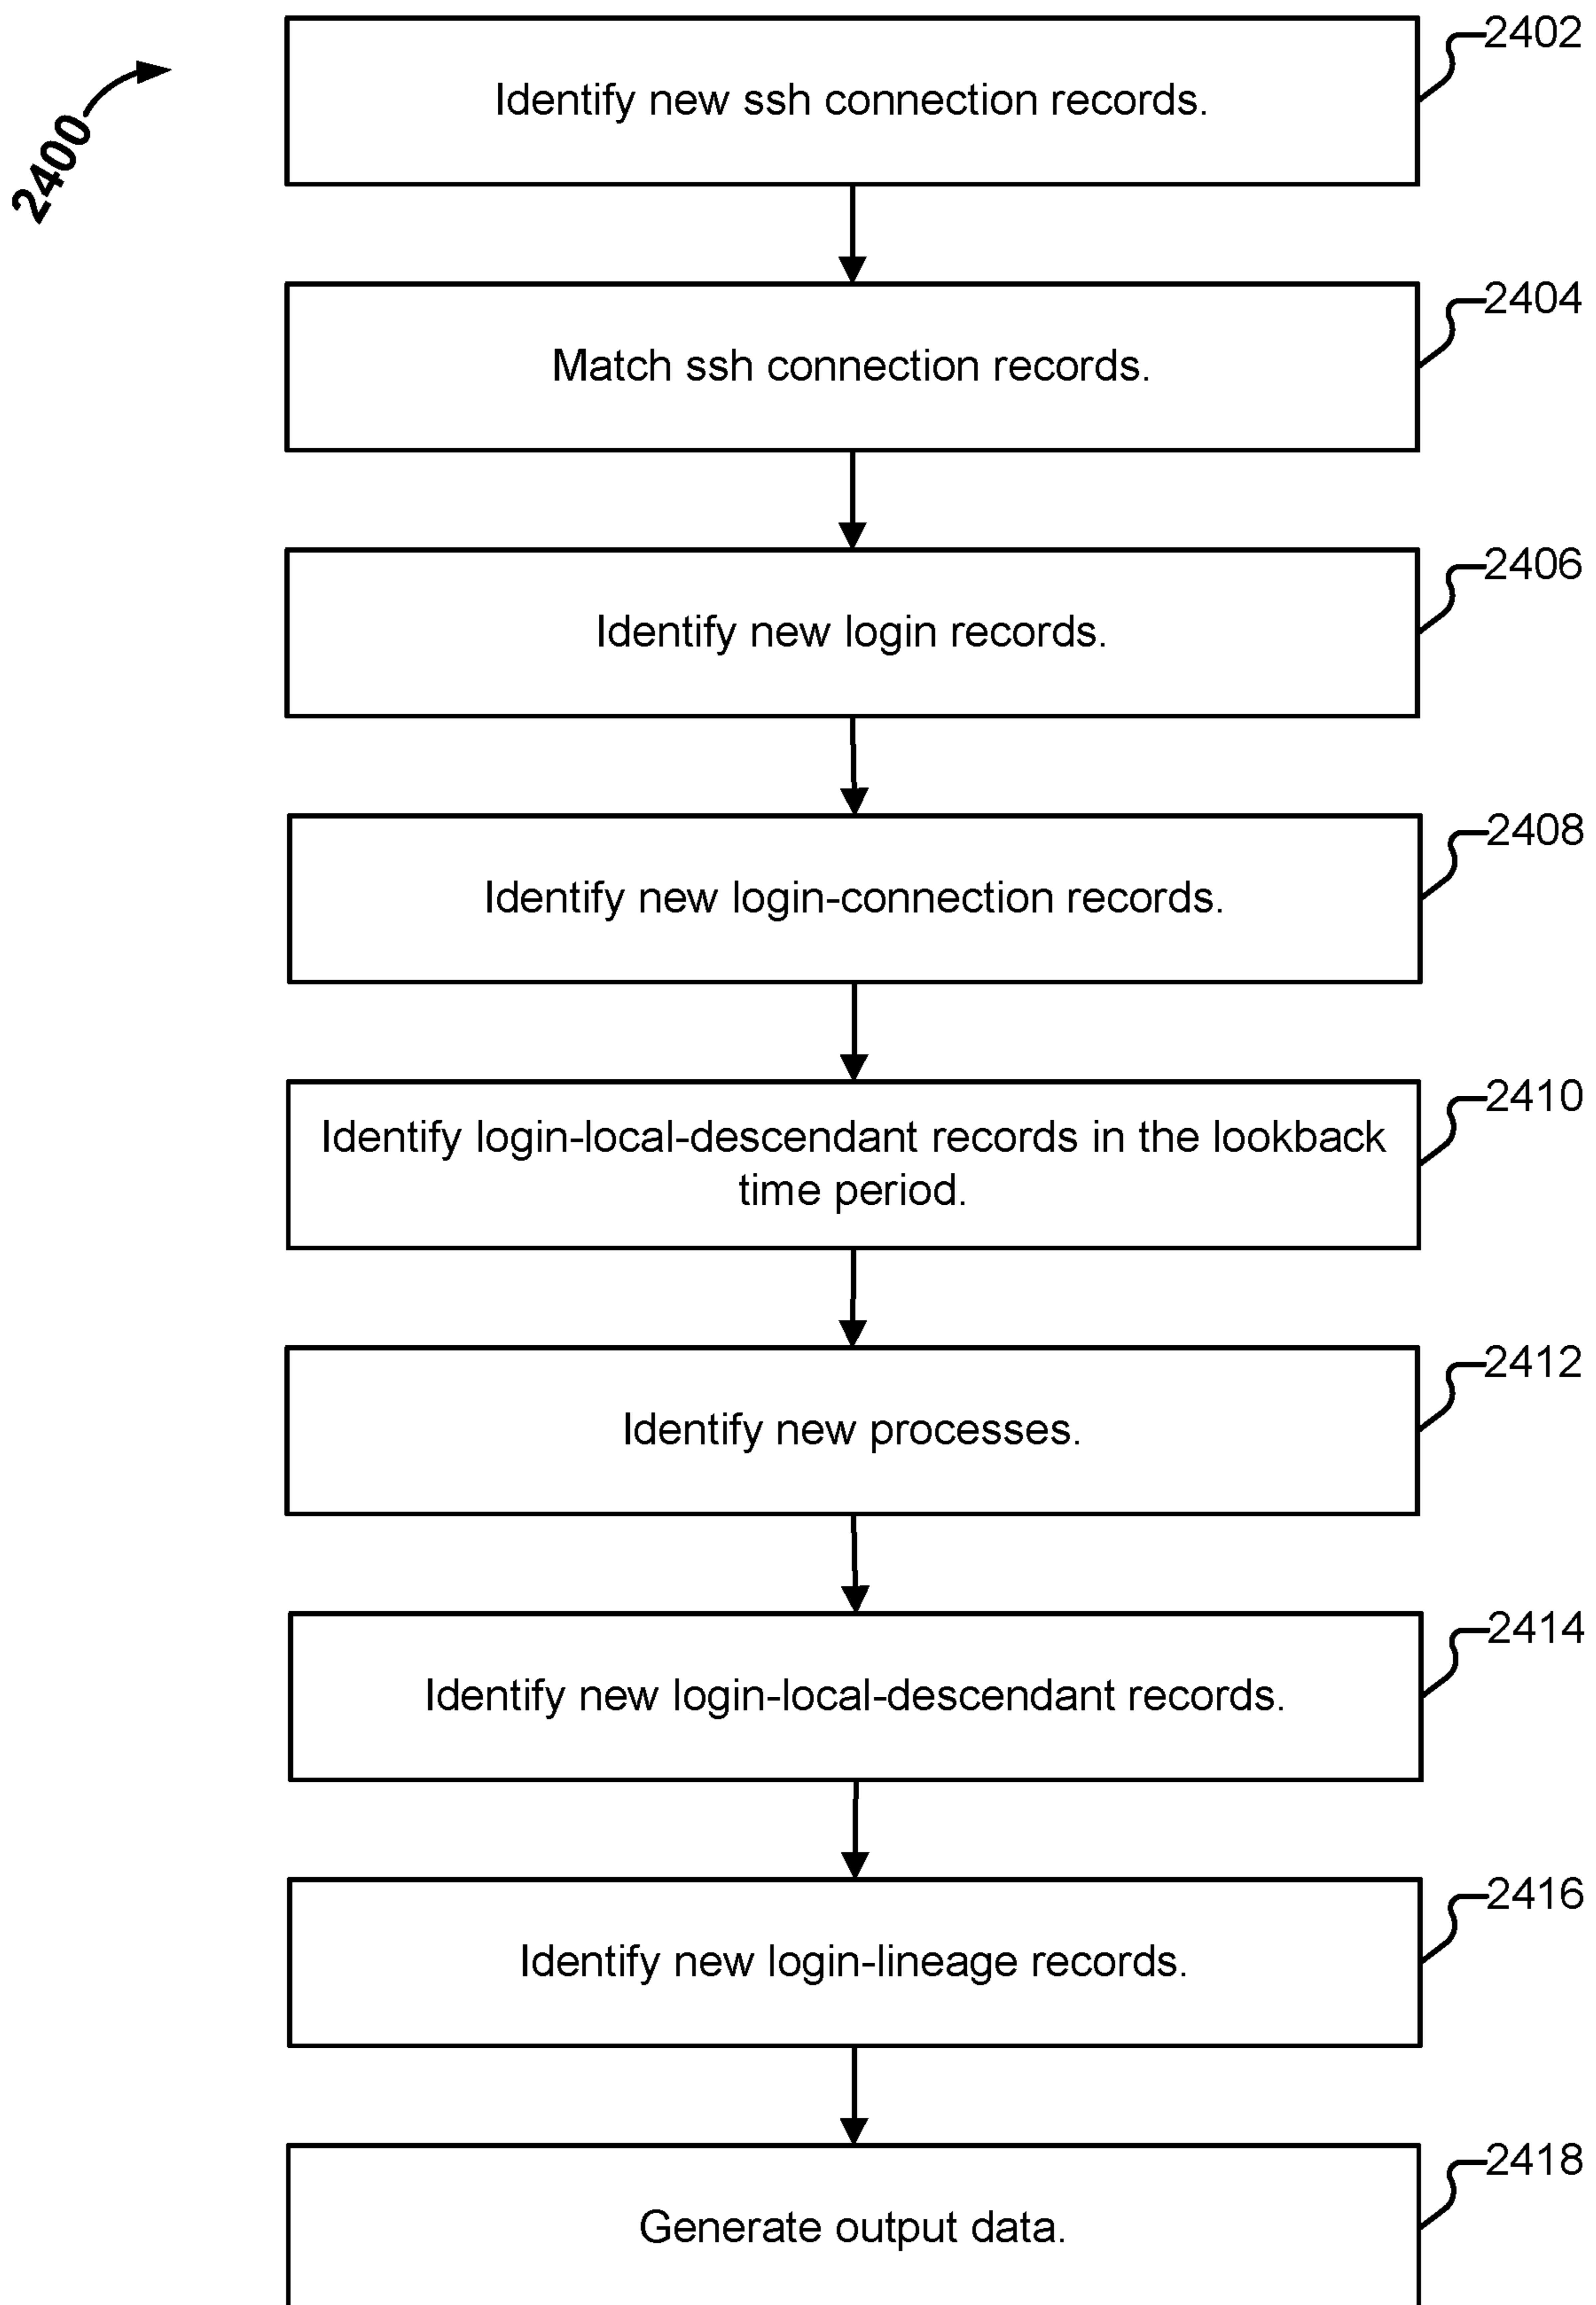 2400
Identify new ssh connection records.
2402
Match ssh connection records.
2404
Identify new login records.
2406
Identify new login-connection records.
2408
Identify login-local-descendant records in the lookback
time period.
2410
Identify new processes.
2412
Identify new login-local-descendant records.
2414
Identify new login-lineage records.
2416
Generate output data.
2418